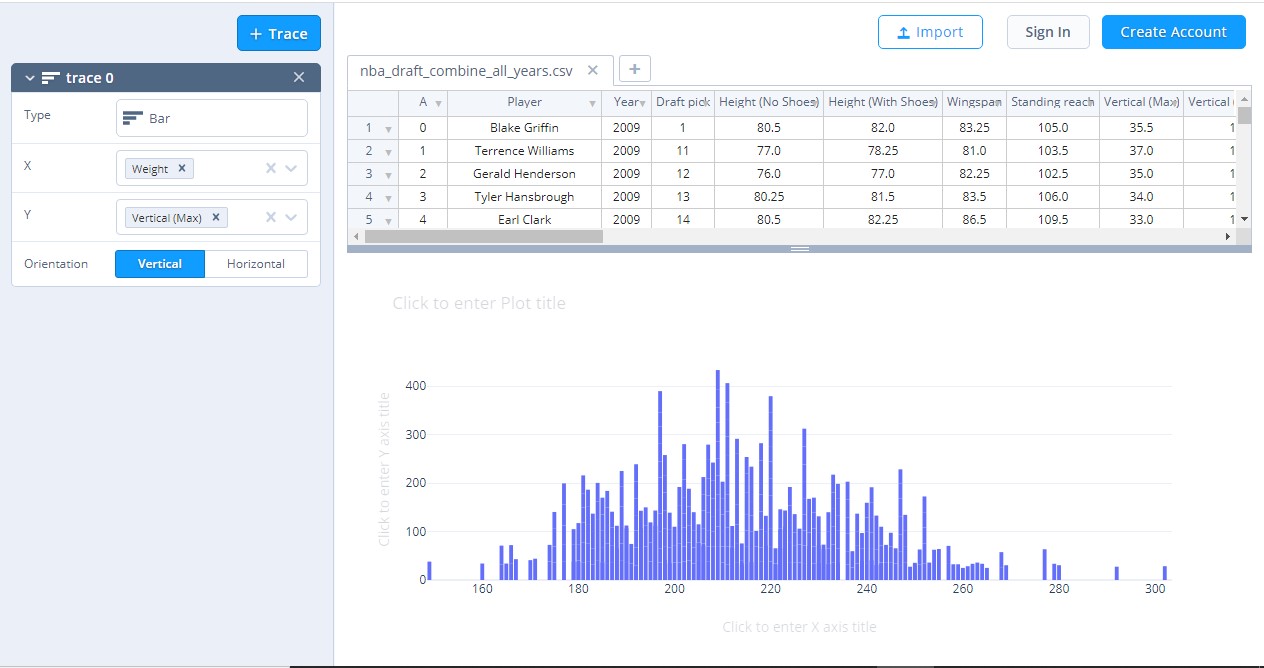 + Trace
Import
Sign In
Create Account
trace 0
Type
Bar
X
Weight
Y
Vertical (Max)
Orientation
Vertical
Horizontal
nba_draft_combine_all_years.csv
+
A Player Year Draft pick Height (No Shoes) Height (With Shoes) Wingspan Standing reach Vertical (Max) Vertical (
1 0 Blake Griffin 2009 1 80.5 82.0 83.25 105.0 35.5 1
2 1 Terrence Williams 2009 11 77.0 78.25 81.0 103.5 37.0 1
3 2 Gerald Henderson 2009 12 76.0 77.0 82.25 102.5 35.0 1
4 3 Tyler Hansbrough 2009 13 80.25 81.5 83.5 106.0 34.0 1
5 4 Earl Clark 2009 14 80.5 82.25 86.5 109.5 33.0 1
Click to enter Plot title
Click to enter Y axis title
400
300
200
100
0
160 180 200 220 240 260 280 300
Click to enter X axis title